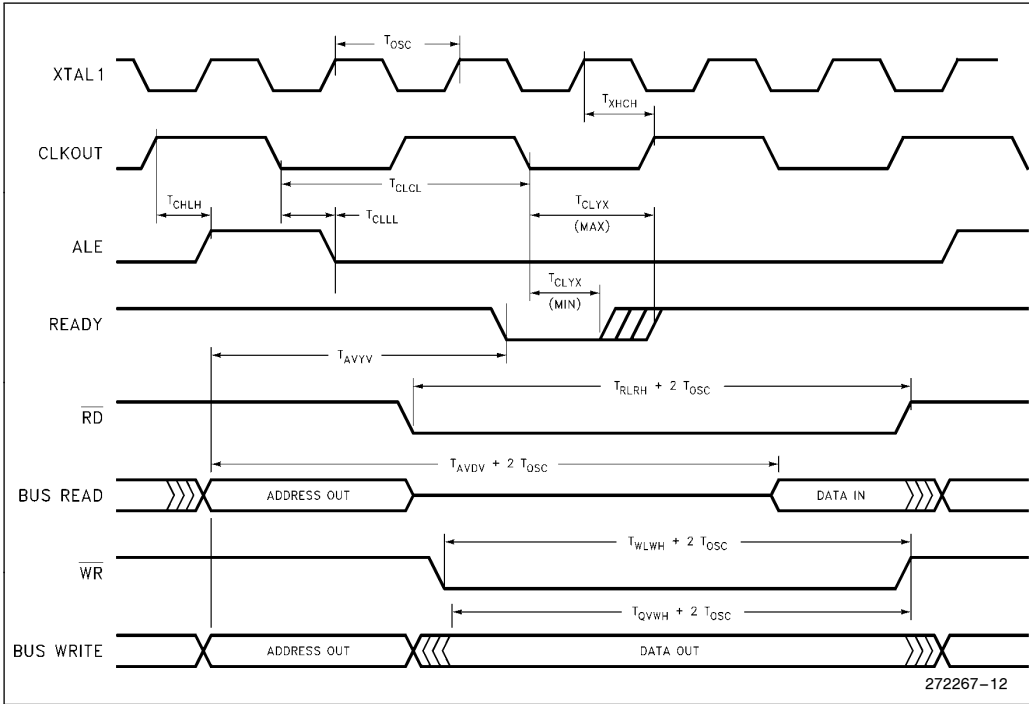 T_OSC
XTAL1
T_XHCH
CLKOUT
T_CLCL
T_CHLH
T_CLLL
T_CLYX
(MAX)
ALE
T_CLYX
(MIN)
READY
T_AVYV
T_RLRH + 2 T_OSC
RD
T_AVDV + 2 T_OSC
BUS READ
ADDRESS OUT
DATA IN
T_WLWH + 2 T_OSC
WR
T_QVWH + 2 T_OSC
BUS WRITE
ADDRESS OUT
DATA OUT
272267-12